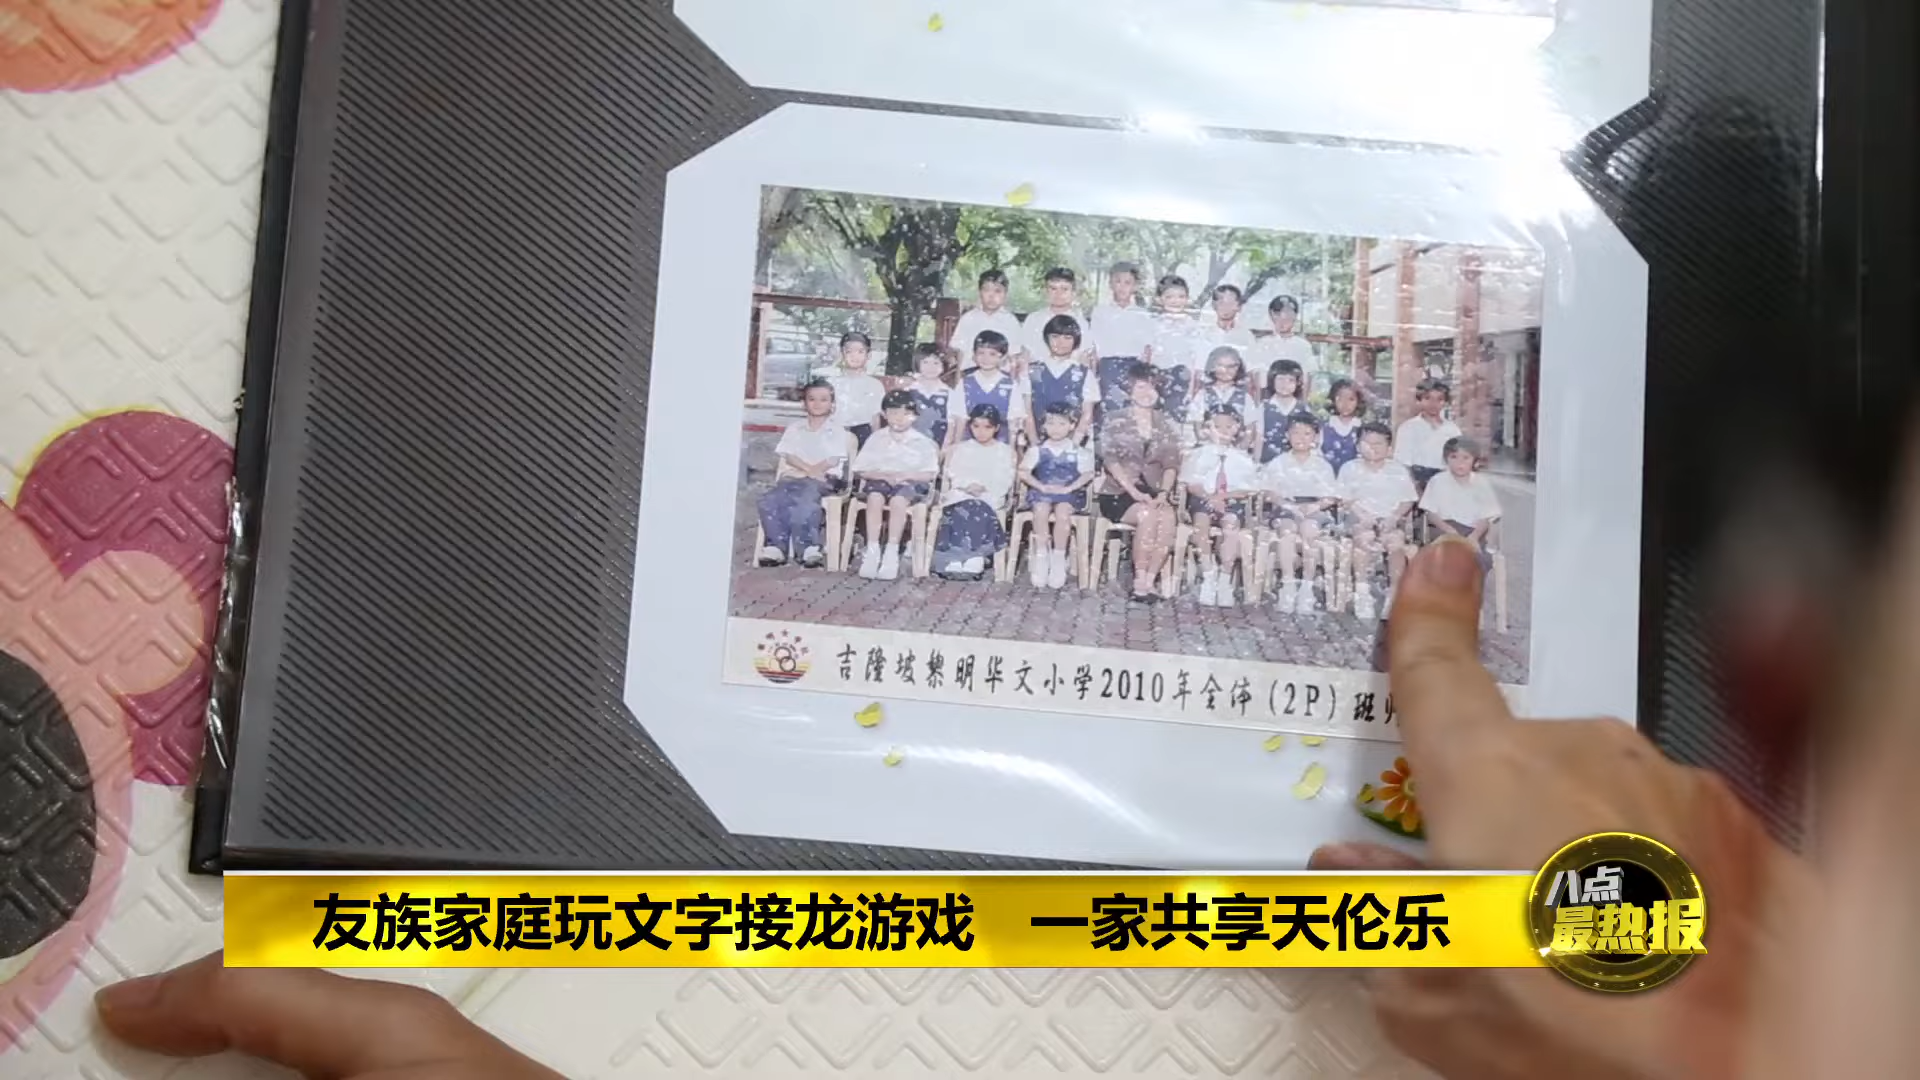 吉隆坡黎明华文小学2010年全体（2P）班
友族家庭玩文字接龙游戏 一家共享天伦乐
八点
最热报